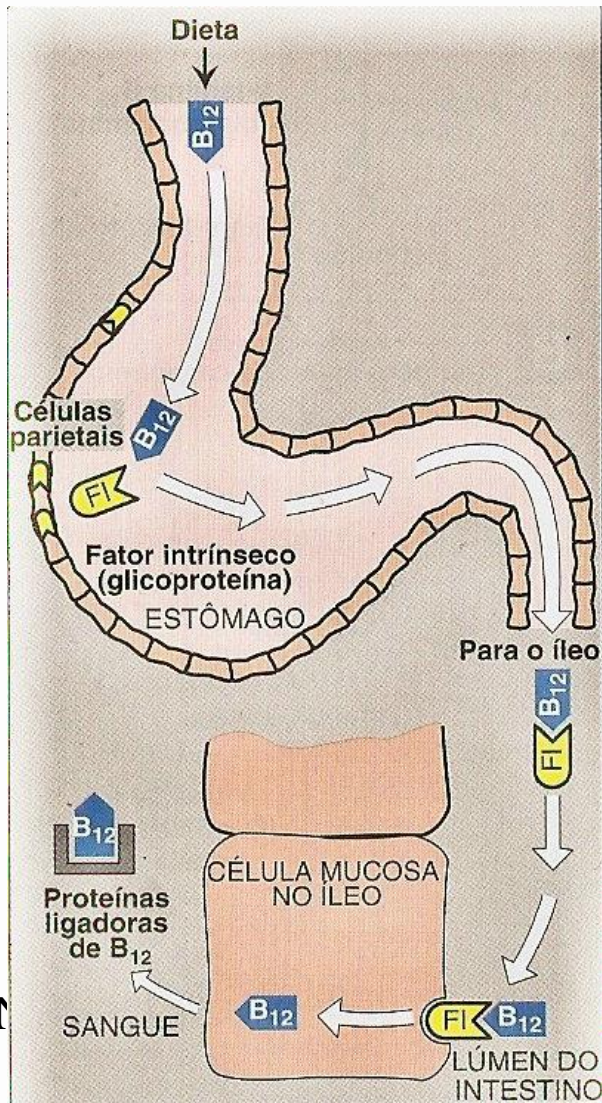 Dieta
B12
Células
parietais
B12
FI
Fator intrínseco
(glicoproteína)
ESTÔMAGO
Para o íleo
B12
FI
B12
Proteínas
ligadoras
de B12
CÉLULA MUCOSA
NO ÍLEO
B12
FI
B12
SANGUE
LÚMEN DO
INTESTINO
N